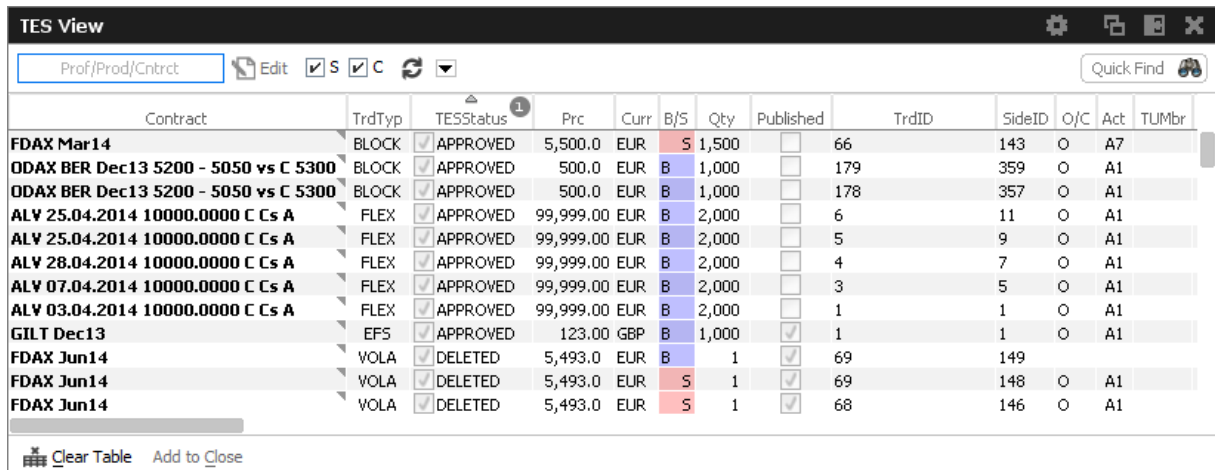 TES View
Prof/Prod/Cntrct Edit S C Quick Find
Contract TrdTyp TESStatus 1 Prc Curr B/S Qty Published TrdID SideID O/C Act TUMbr
FDAX Mar14 BLOCK APPROVED 5,500.0 EUR S 1,500 66 143 O A7
ODAX BER Dec13 5200 - 5050 vs C 5300 BLOCK APPROVED 500.0 EUR B 1,000 179 359 O A1
ODAX BER Dec13 5200 - 5050 vs C 5300 BLOCK APPROVED 500.0 EUR B 1,000 178 357 O A1
ALV 25.04.2014 10000.0000 C Cs A FLEX APPROVED 99,999.00 EUR B 2,000 6 11 O A1
ALV 25.04.2014 10000.0000 C Cs A FLEX APPROVED 99,999.00 EUR B 2,000 5 9 O A1
ALV 28.04.2014 10000.0000 C Cs A FLEX APPROVED 99,999.00 EUR B 2,000 4 7 O A1
ALV 07.04.2014 10000.0000 C Cs A FLEX APPROVED 99,999.00 EUR B 2,000 3 5 O A1
ALV 03.04.2014 10000.0000 C Cs A FLEX APPROVED 99,999.00 EUR B 2,000 1 1 O A1
GILT Dec13 EFS APPROVED 123.00 GBP B 1,000 1 1 O A1
FDAX Jun14 VOLA DELETED 5,493.0 EUR B 1 69 149
FDAX Jun14 VOLA DELETED 5,493.0 EUR S 1 69 148 O A1
FDAX Jun14 VOLA DELETED 5,493.0 EUR S 1 68 146 O A1
Clear Table Add to Close